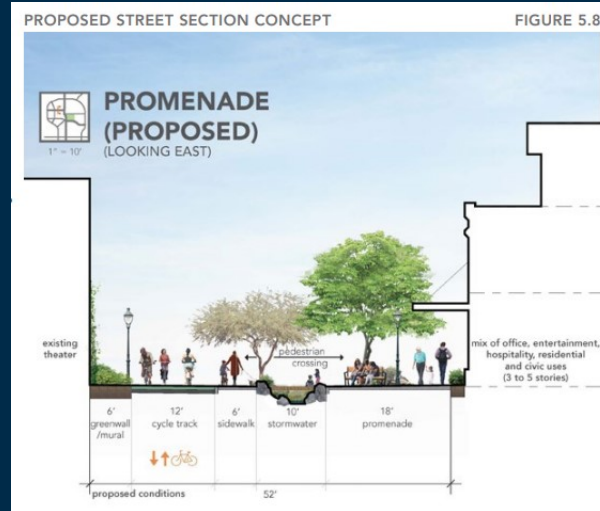 PROPOSED STREET SECTION CONCEPT
FIGURE 5.8
PROMENADE
(PROPOSED)
(LOOKING EAST)
1" = 10'
existing
theater
pedestrian
crossing
mix of office, entertainment,
hospitality, residential
and civic uses
(3 to 5 stories)
6'
greenwall
/mural
12'
cycle track
6'
sidewalk
10'
stormwater
18'
promenade
proposed conditions
52'